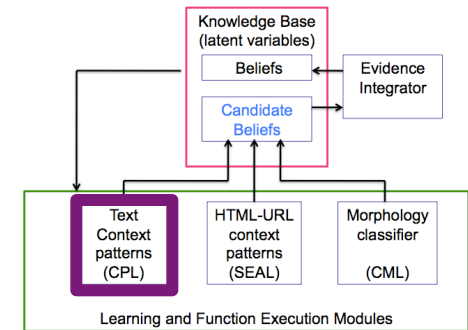 Knowledge Base
(latent variables)
Beliefs
Evidence
Integrator
Candidate
Beliefs
Text
Context
patterns
(CPL)
HTML-URL
context
patterns
(SEAL)
Morphology
classifier
(CML)
Learning and Function Execution Modules